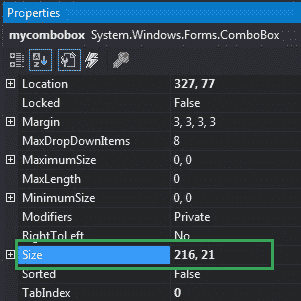 Properties
mycombobox System.Windows.Forms.ComboBox
Location 327, 77
Locked False
Margin 3, 3, 3, 3
MaxDropDownItems 8
MaximumSize 0, 0
MaxLength 0
MinimumSize 0, 0
Modifiers Private
RightToLeft No
Size 216, 21
Sorted False
TabIndex 0